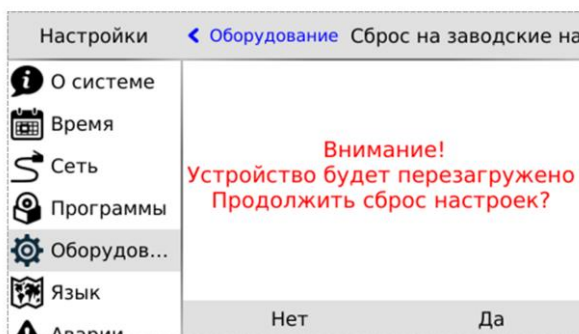 Настройки
Оборудование Сброс на заводские на
О системе
Время
Сеть
Программы
Оборудов...
Язык
Аварии
Внимание!
Устройство будет перезагружено
Продолжить сброс настроек?
Нет Да